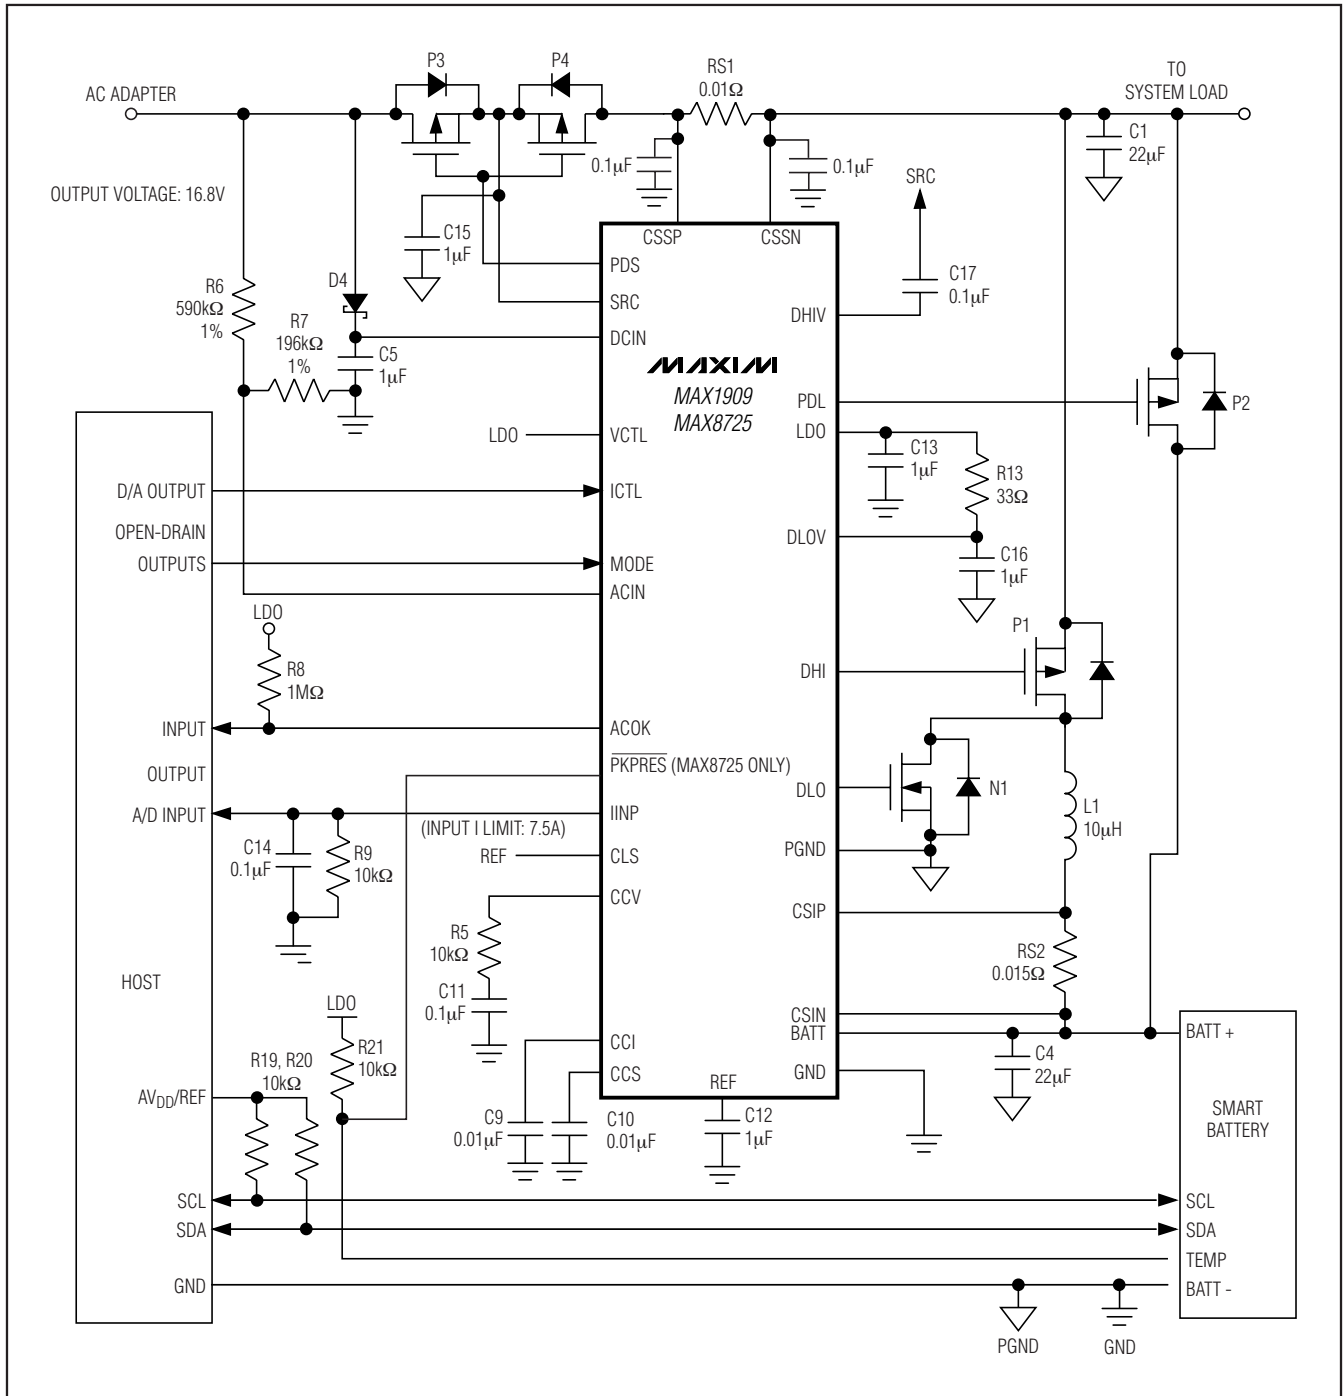 P3
P4
RS1
0.01Ω
TO
SYSTEM LOAD
AC ADAPTER
C1
22μF
0.1μF
0.1μF
SRC
OUTPUT VOLTAGE: 16.8V
CSSP
CSSN
C15
1μF
PDS
C17
0.1μF
D4
R6
590kΩ
1%
SRC
DHIV
R7
196kΩ
1%
DCIN
C5
1μF
MAXIM
MAX1909
MAX8725
PDL
P2
LDO
LDO
VCTL
C13
1μF
R13
33Ω
D/A OUTPUT
ICTL
OPEN-DRAIN
OUTPUTS
DLOV
MODE
C16
1μF
ACIN
LDO
P1
R8
1MΩ
DHI
INPUT
ACOK
PKPRES (MAX8725 ONLY)
OUTPUT
DLO
N1
A/D INPUT
IINP
L1
10μH
(INPUT I LIMIT: 7.5A)
C14
0.1μF
R9
10kΩ
REF
CLS
PGND
CCV
CSIP
R5
10kΩ
RS2
0.015Ω
HOST
C11
0.1μF
LDO
CSIN
BATT
BATT +
R19, R20
10kΩ
R21
10kΩ
CCI
CCS
REF
GND
C4
22μF
AVDD/REF
C9
0.01μF
C10
0.01μF
C12
1μF
SMART
BATTERY
SCL
SCL
SDA
SDA
TEMP
GND
BATT -
PGND
GND